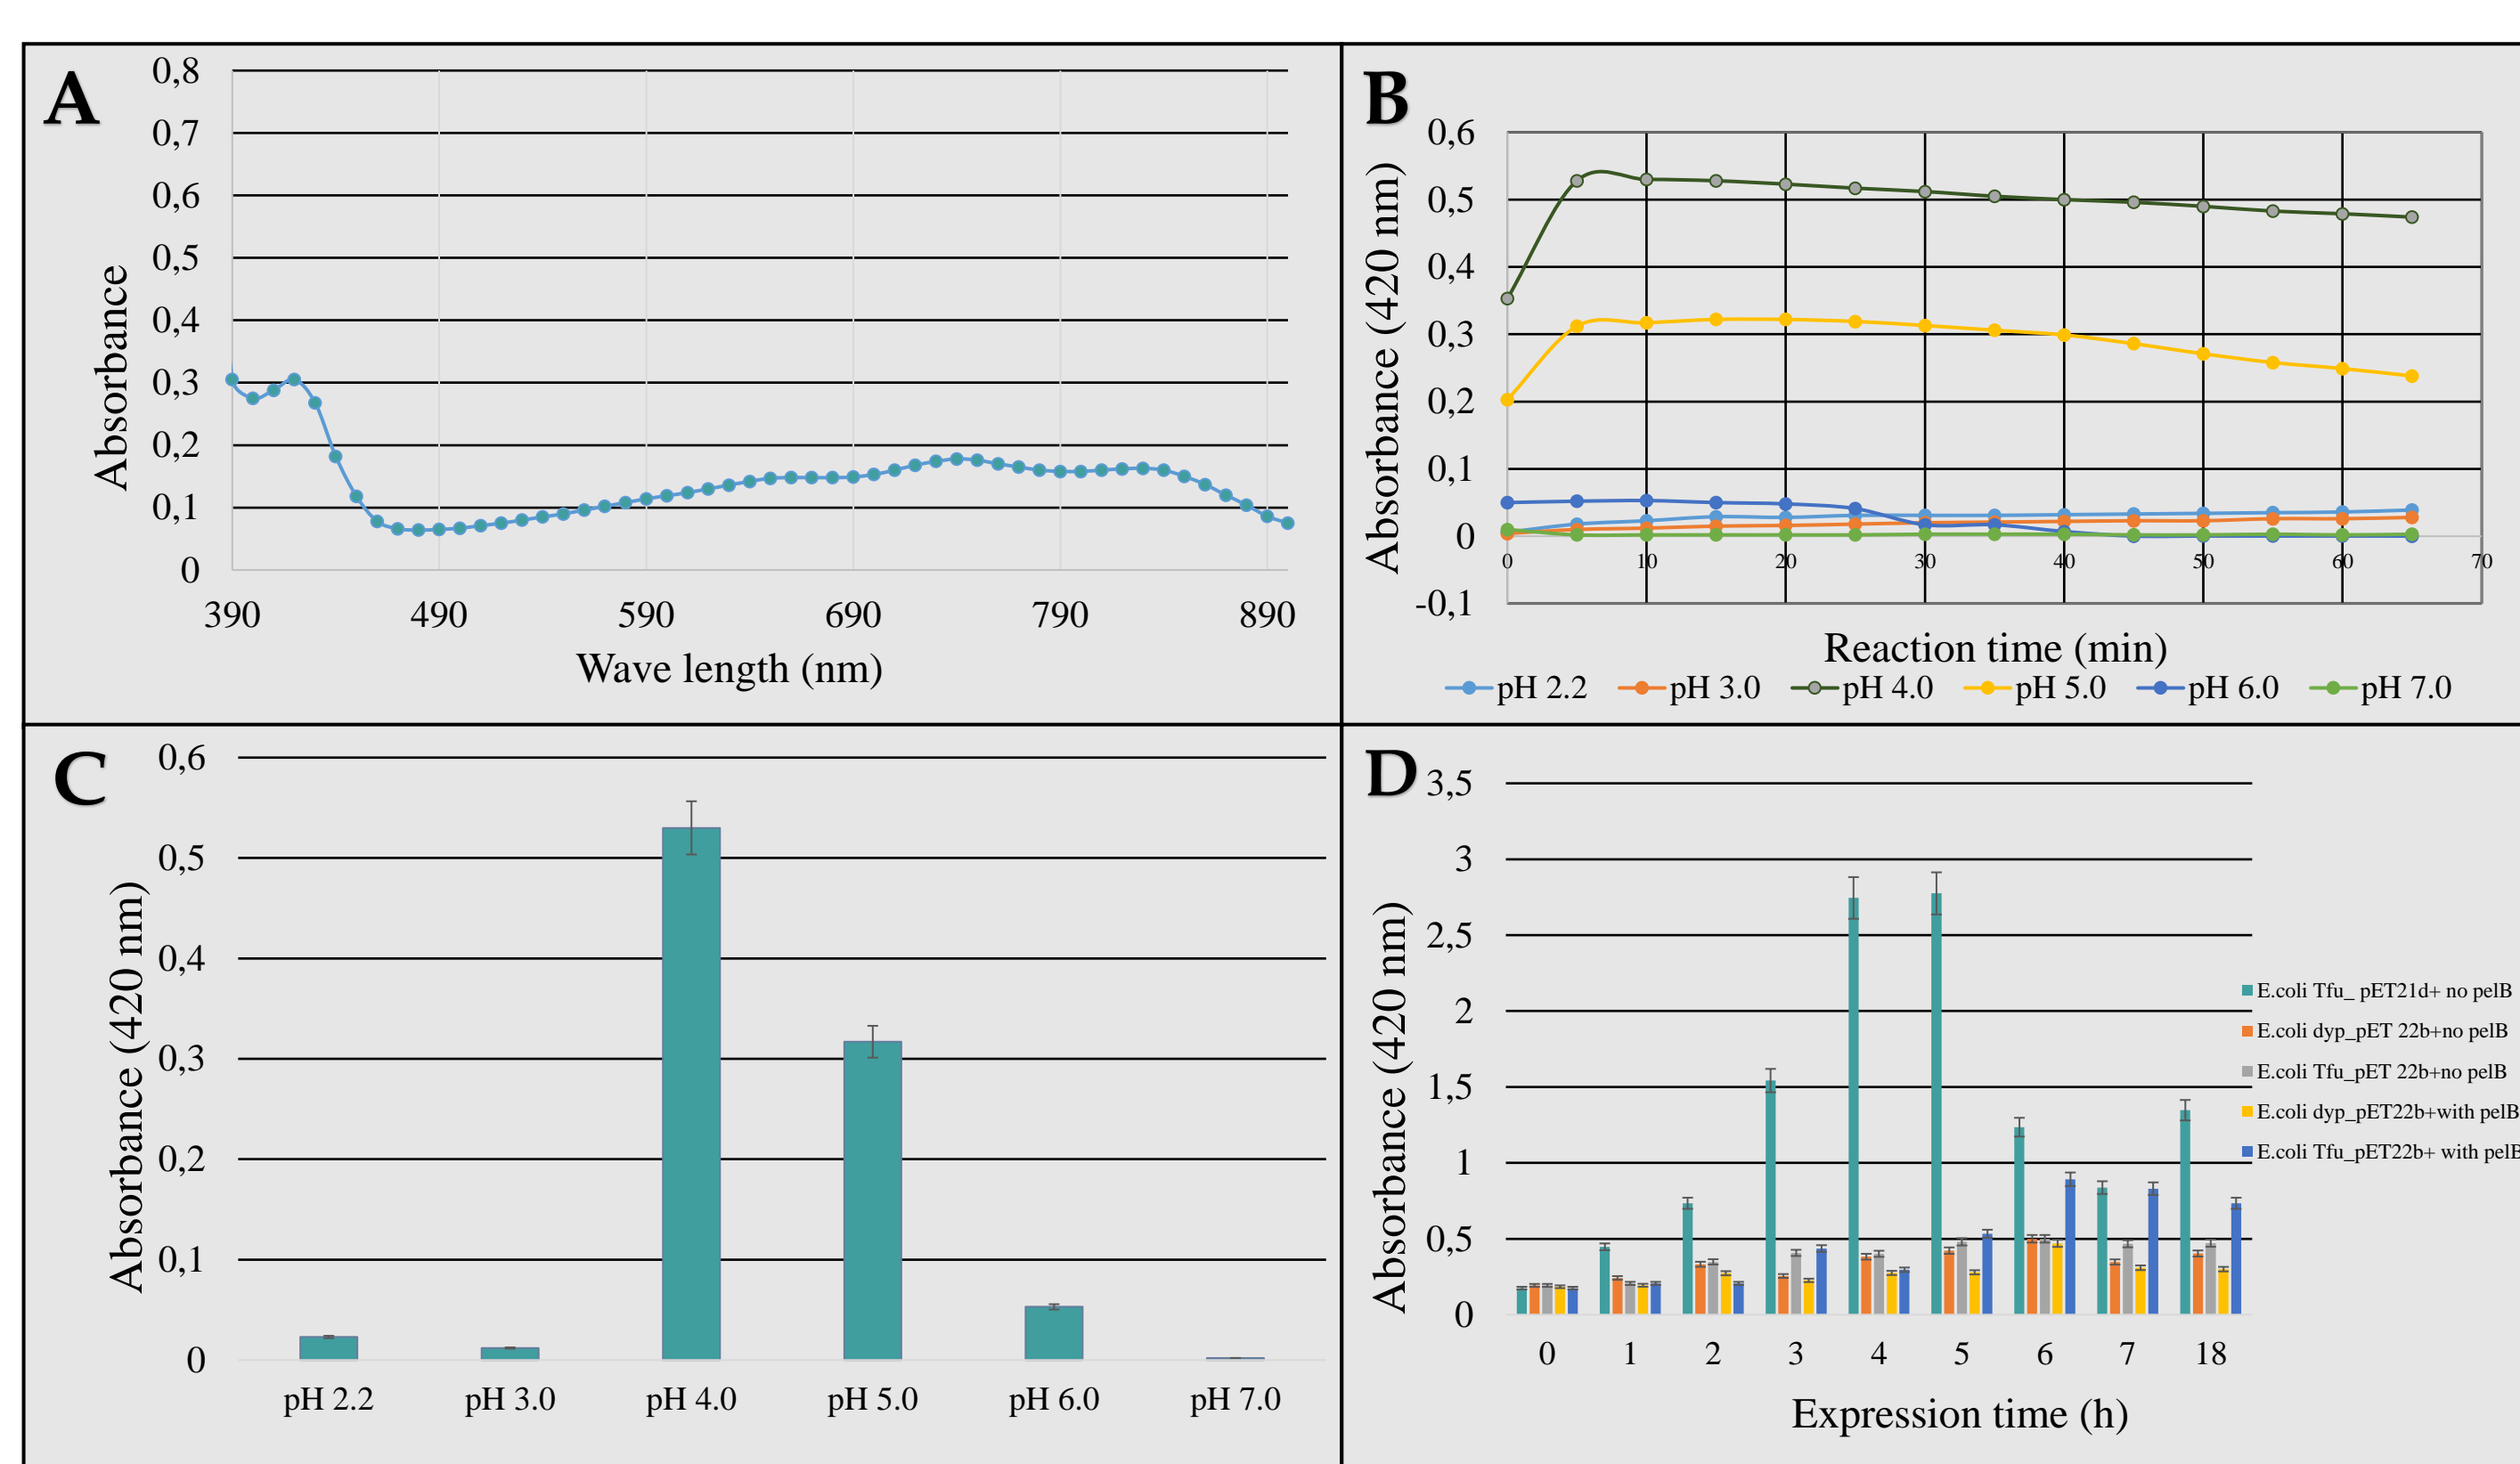 A
0,8
0,7
0,6
0,5
0,4
0,3
0,2
0,1
0
Absorbance
390 490 590 690 790 890
Wave length (nm)
B
0,6
0,5
0,4
0,3
0,2
0,1
0
-0,1
Absorbance (420 nm)
0 10 20 30 40 50 60 70
Reaction time (min)
pH 2.2 pH 3.0 pH 4.0 pH 5.0 pH 6.0 pH 7.0
C
0,6
0,5
0,4
0,3
0,2
0,1
0
Absorbance (420 nm)
pH 2.2 pH 3.0 pH 4.0 pH 5.0 pH 6.0 pH 7.0
D
3,5
3
2,5
2
1,5
1
0,5
0
Absorbance (420 nm)
0 1 2 3 4 5 6 7 18
Expression time (h)
E.coli Tfu_ pET21d+ no pelB
E.coli dyp_pET 22b+no pelB
E.coli Tfu_pET 22b+no pelB
E.coli dyp_pET22b+with pelB
E.coli Tfu_pET22b+ with pelB